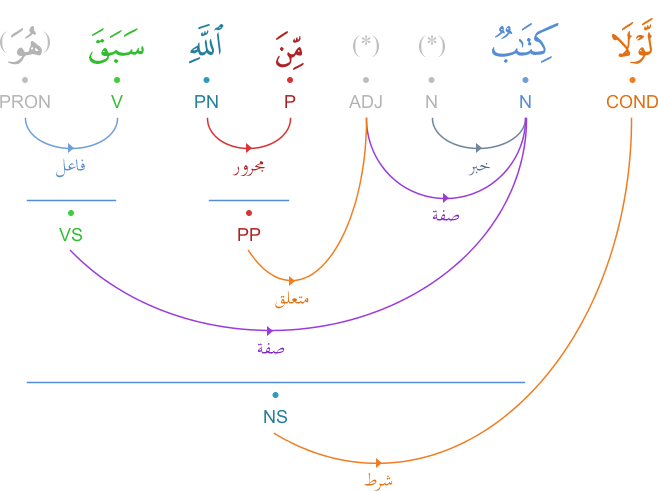 لَّوْلَا كِتَٰبٌ (*) (*) مِّنَ ٱللَّهِ سَبَقَ (هُوَ)
COND N N ADJ P PN V PRON
خبر مجرور فاعل
صفة
PP VS
متعلق
صفة
NS
شرط